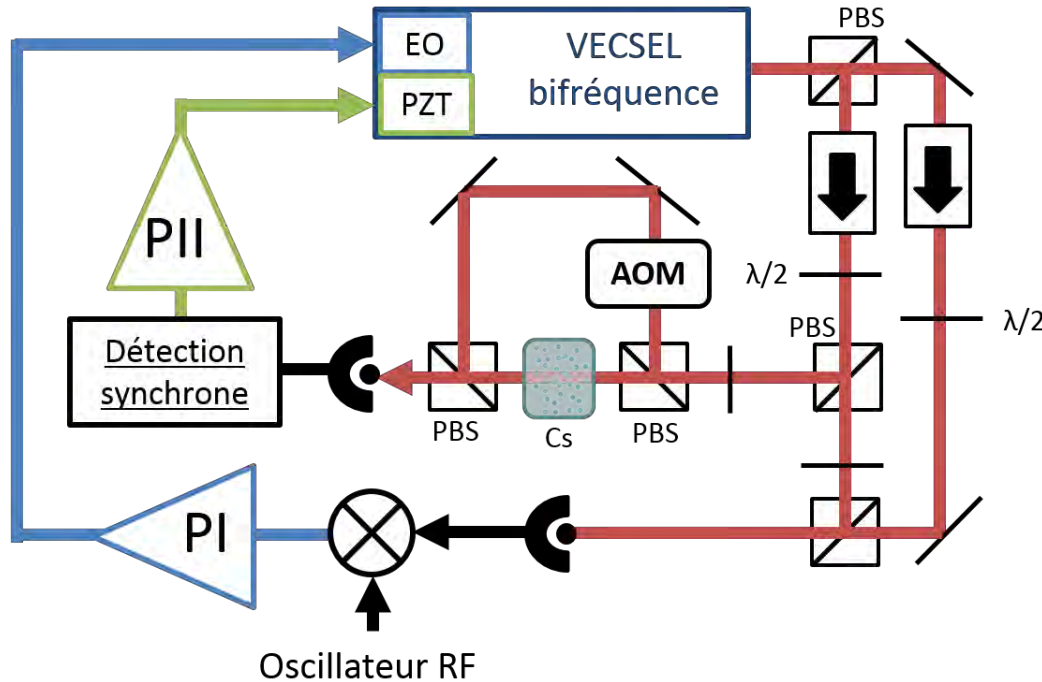 PBS
EO
VECSEL
bifréquence
PZT
PII
AOM
λ/2
λ/2
PBS
Détection
synchrone
PBS
Cs
PBS
PI
Oscillateur RF